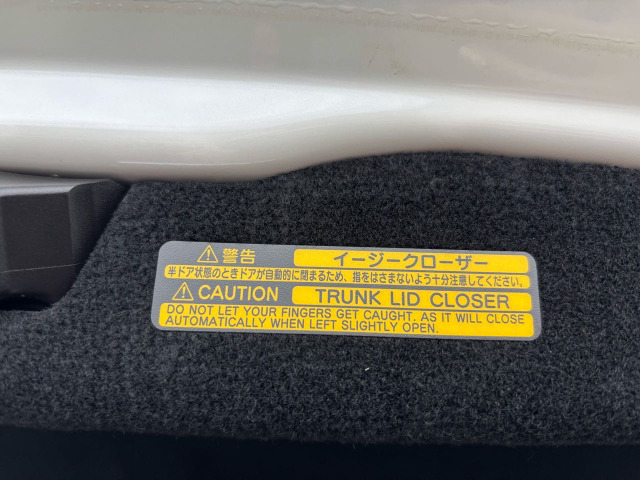 ⚠警告 イージークローザー
半ドア状態のときドアが自動的に閉まるため、指をはさまないよう十分注意してください。
⚠CAUTION TRUNK LID CLOSER
DO NOT LET YOUR FINGERS GET CAUGHT. AS IT WILL CLOSE
AUTOMATICALLY WHEN LEFT SLIGHTLY OPEN.